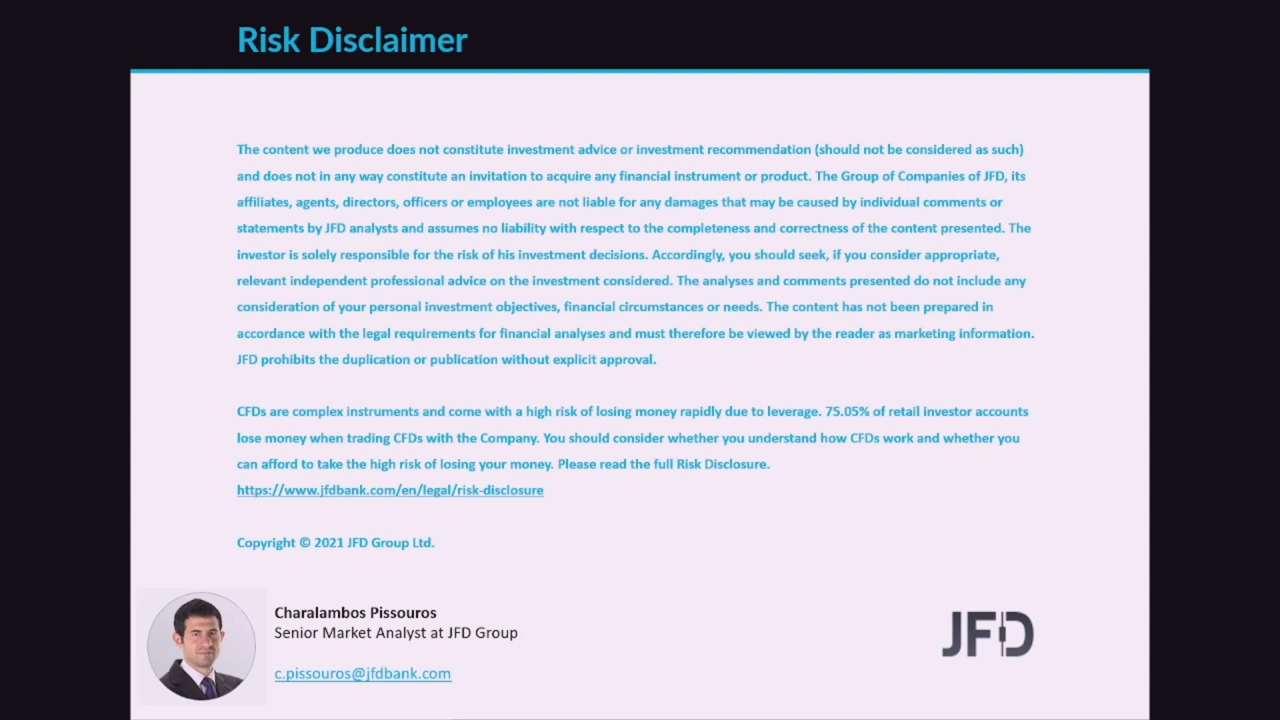 Risk Disclaimer
The content we produce does not constitute investment advice or investment recommendation (should not be considered as such)
and does not in any way constitute an invitation to acquire any financial instrument or product. The Group of Companies of JFD, its
affiliates, agents, directors, officers or employees are not liable for any damages that may be caused by individual comments or
statements by JFD analysts and assumes no liability with respect to the completeness and correctness of the content presented. The
investor is solely responsible for the risk of his investment decisions. Accordingly, you should seek, if you consider appropriate,
relevant independent professional advice on the investment considered. The analyses and comments presented do not include any
consideration of your personal investment objectives, financial circumstances or needs. The content has not been prepared in
accordance with the legal requirements for financial analyses and must therefore be viewed by the reader as marketing information.
JFD prohibits the duplication or publication without explicit approval.
CFDs are complex instruments and come with a high risk of losing money rapidly due to leverage. 75.05% of retail investor accounts
lose money when trading CFDs with the Company. You should consider whether you understand how CFDs work and whether you
can afford to take the high risk of losing your money. Please read the full Risk Disclosure.
https://www.jfdbank.com/en/legal/risk-disclosure
Copyright © 2021 JFD Group Ltd.
Charalambos Pissouros
Senior Market Analyst at JFD Group
c.pissouros@jfdbank.com
JFD